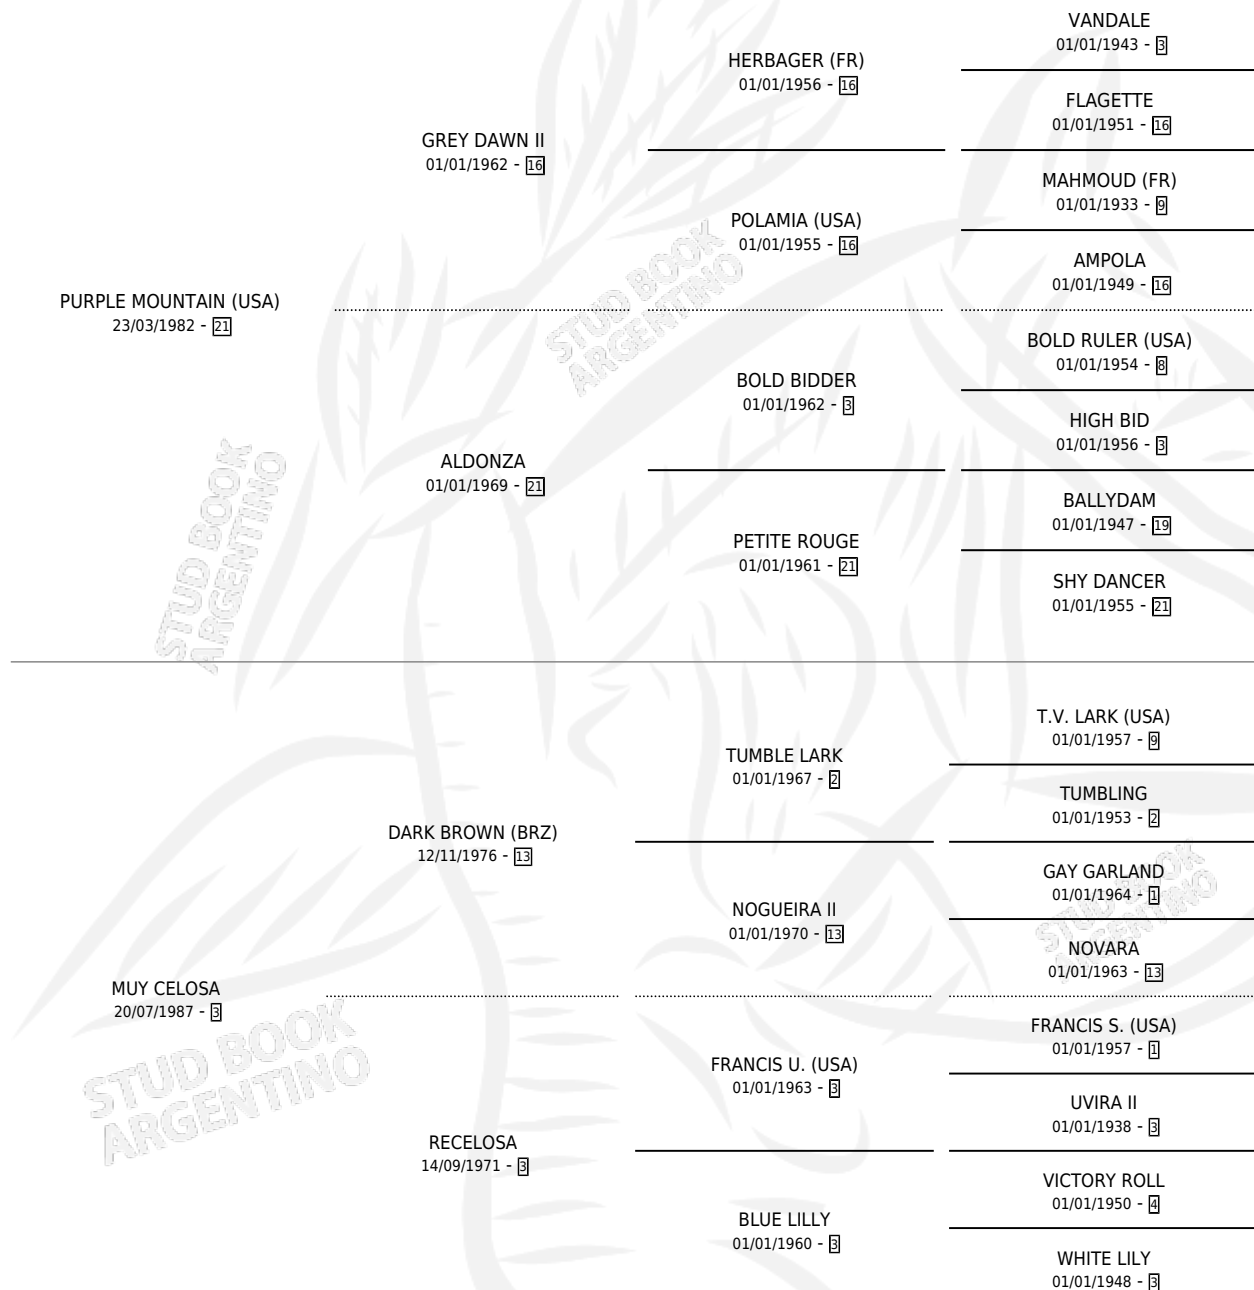 VANDALE
01/01/1943 - 3
HERBAGER (FR)
01/01/1956 - 16
FLAGETTE
01/01/1951 - 16
GREY DAWN II
01/01/1962 - 16
MAHMOUD (FR)
01/01/1933 - 9
POLAMIA (USA)
01/01/1955 - 16
AMPOLA
01/01/1949 - 16
PURPLE MOUNTAIN (USA)
23/03/1982 - 21
STUD BOOK
ARGENTINO
BOLD RULER (USA)
01/01/1954 - 8
BOLD BIDDER
01/01/1962 - 3
HIGH BID
01/01/1956 - 3
ALDONZA
01/01/1969 - 21
BALLYDAM
01/01/1947 - 19
PETITE ROUGE
01/01/1961 - 21
SHY DANCER
01/01/1955 - 21
STUD BOOK
ARGENTINO
T.V. LARK (USA)
01/01/1957 - 9
TUMBLE LARK
01/01/1967 - 2
TUMBLING
01/01/1953 - 2
DARK BROWN (BRZ)
12/11/1976 - 13
GAY GARLAND
01/01/1964 - 1
NOGUEIRA II
01/01/1970 - 13
STUD BOOK
ARGENTINO
NOVARA
01/01/1963 - 13
MUY CELOSA
20/07/1987 - 3
STUD BOOK
ARGENTINO
FRANCIS S. (USA)
01/01/1957 - 1
FRANCIS U. (USA)
01/01/1963 - 3
UVIRA II
01/01/1938 - 3
RECELOSA
14/09/1971 - 3
VICTORY ROLL
01/01/1950 - 4
BLUE LILLY
01/01/1960 - 3
WHITE LILY
01/01/1948 - 3